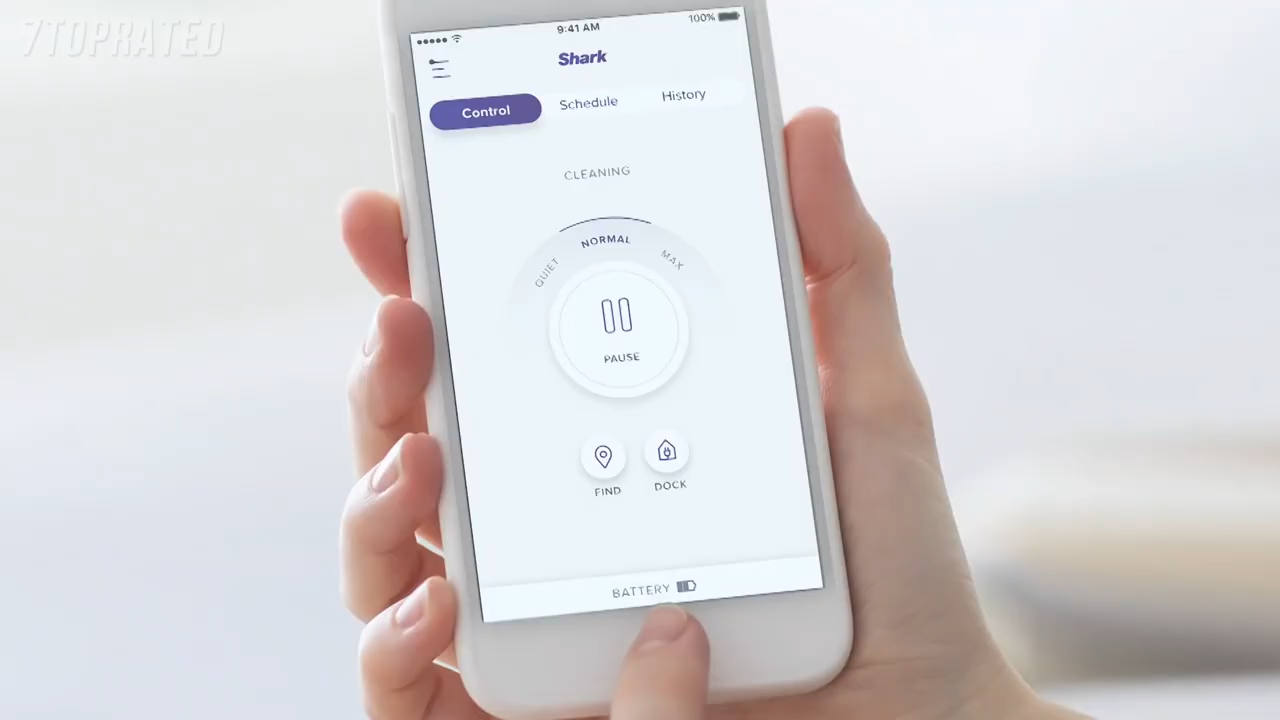 7TOPRATED
9:41 AM
100%
Shark
Control
Schedule
History
CLEANING
QUIET
NORMAL
MAX
PAUSE
FIND
DOCK
BATTERY